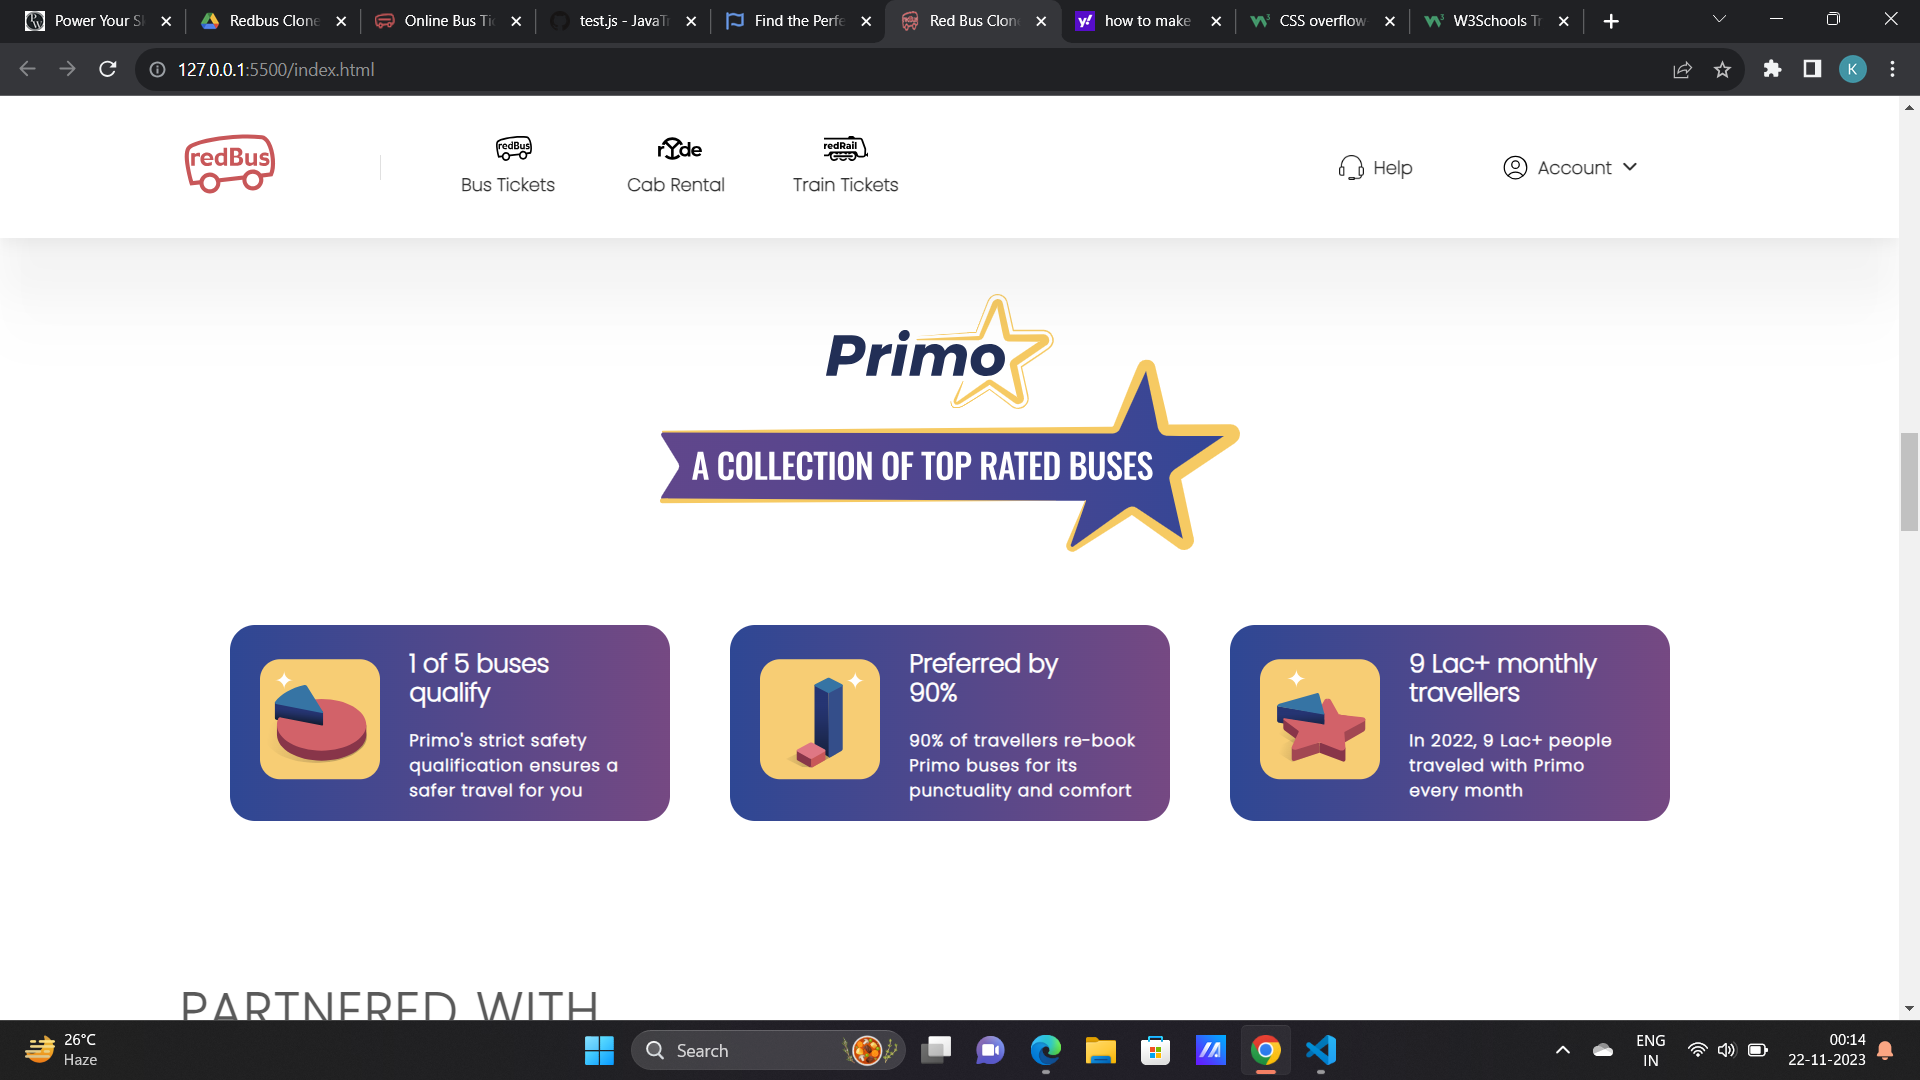 Power Your Sk
Redbus Clone
Online Bus Tic
test.js - JavaTr
Find the Perfe
Red Bus Clone
how to make
CSS overflow
W3Schools Tr
127.0.0.1:5500/index.html
K
redBus
redBus
Bus Tickets
rYde
Cab Rental
redRail
Train Tickets
Help
Account
Primo
A COLLECTION OF TOP RATED BUSES
1 of 5 buses
qualify
Primo's strict safety
qualification ensures a
safer travel for you
Preferred by
90%
90% of travellers re-book
Primo buses for its
punctuality and comfort
9 Lac+ monthly
travellers
In 2022, 9 Lac+ people
traveled with Primo
every month
PARTNERED WITH
26°C
Haze
Search
ENG
IN
00:14
22-11-2023